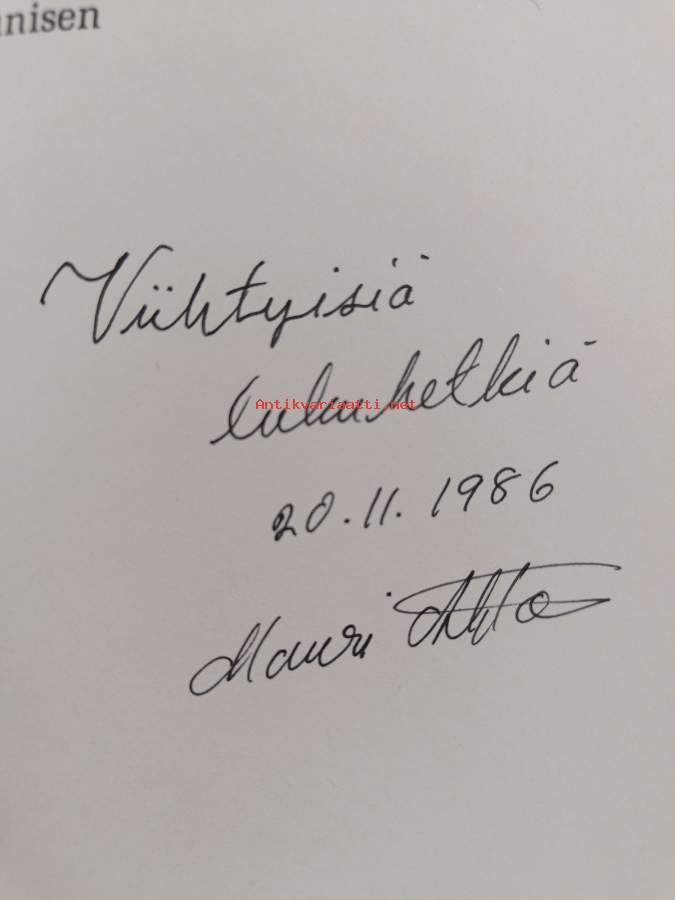 nisen
Viihtyisiä
lukuhetkiä
Antikvariaatti.net
20.11.1986
Mauri